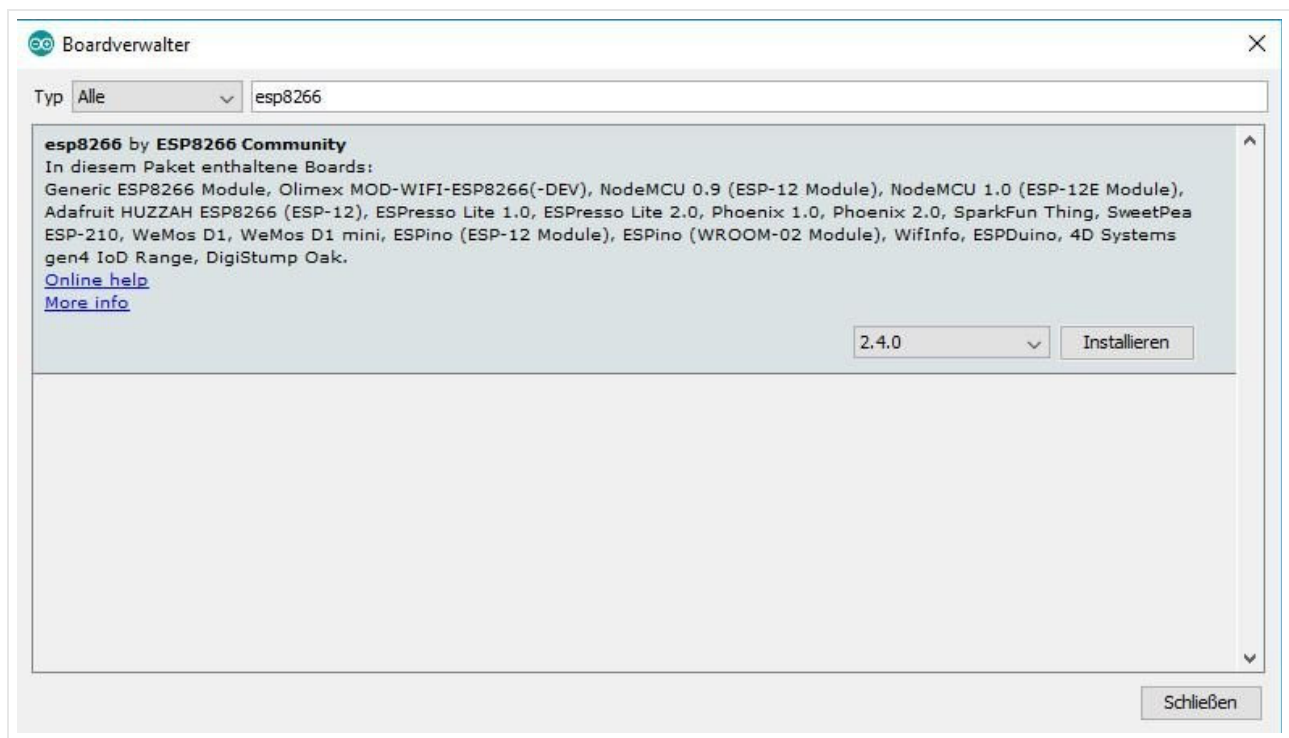 Boardverwalter
Typ Alle esp8266
esp8266 by ESP8266 Community
In diesem Paket enthaltene Boards:
Generic ESP8266 Module, Olimex MOD-WIFI-ESP8266(-DEV), NodeMCU 0.9 (ESP-12 Module), NodeMCU 1.0 (ESP-12E Module),
Adafruit HUZZAH ESP8266 (ESP-12), ESPresso Lite 1.0, ESPresso Lite 2.0, Phoenix 1.0, Phoenix 2.0, SparkFun Thing, SweetPea
ESP-210, WeMos D1, WeMos D1 mini, ESPino (ESP-12 Module), ESPino (WROOM-02 Module), WifInfo, ESPDuino, 4D Systems
gen4 IoD Range, DigiStump Oak.
Online help
More info
2.4.0 Installieren
Schließen